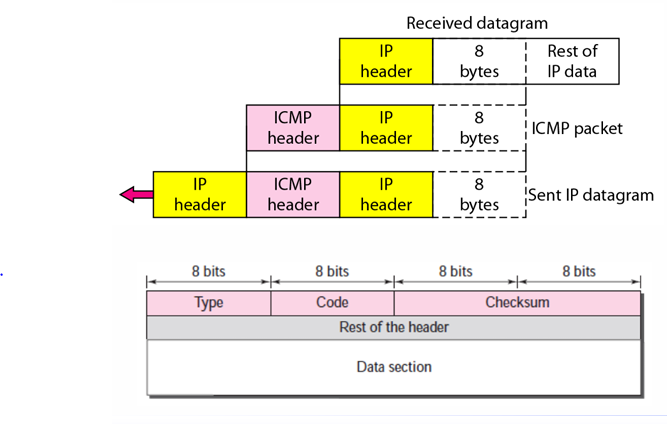 Received datagram
IP header
8 bytes
Rest of IP data
ICMP header
IP header
8 bytes
ICMP packet
IP header
ICMP header
IP header
8 bytes
Sent IP datagram
8 bits
8 bits
8 bits
8 bits
Type
Code
Checksum
Rest of the header
Data section